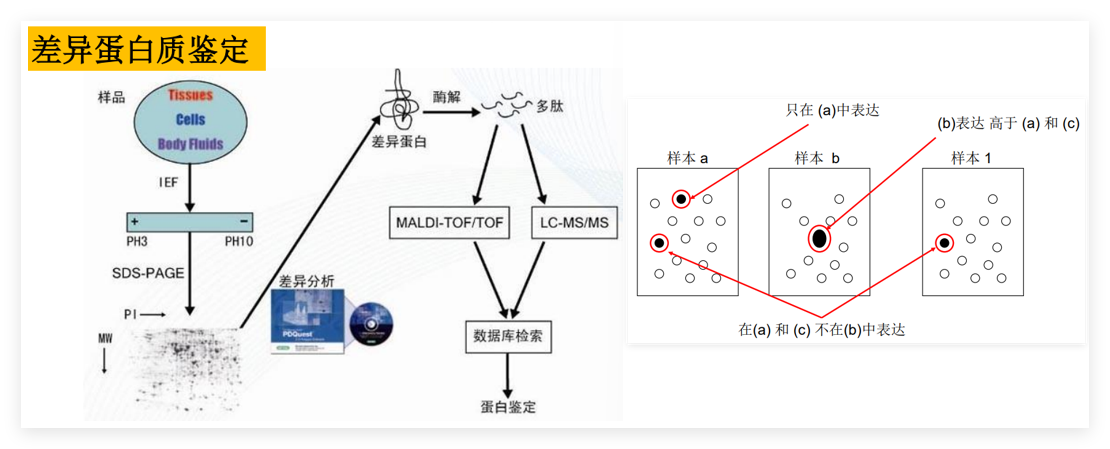 差异蛋白质鉴定
样品
Tissues
Cells
Body Fluids
IEF
+
−
PH3
PH10
SDS-PAGE
PI
MW
差异分析
PDQuest
差异蛋白
酶解
多肽
MALDI-TOF/TOF
LC-MS/MS
数据库检索
蛋白鉴定
只在 (a)中表达
(b)表达 高于 (a) 和 (c)
样本 a
样本 b
样本 1
在(a) 和 (c) 不在(b)中表达